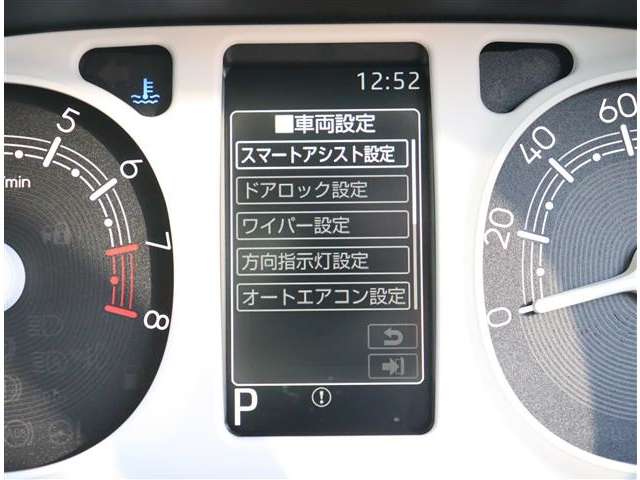 12:52
■車両設定
スマートアシスト設定
ドアロック設定
ワイパー設定
方向指示灯設定
オートエアコン設定
P
5
6
7
8
/min
0
20
40
60